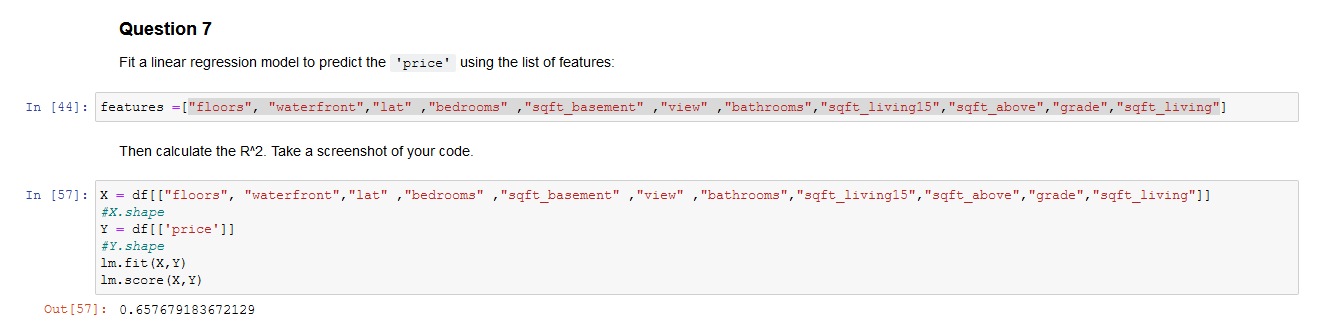 Question 7
Fit a linear regression model to predict the 'price' using the list of features:
In [44]: features =["floors", "waterfront","lat" ,"bedrooms" ,"sqft_basement" ,"view" ,"bathrooms","sqft_living15","sqft_above","grade","sqft_living"]
Then calculate the R^2. Take a screenshot of your code.
In [57]: X = df[["floors", "waterfront","lat" ,"bedrooms" ,"sqft_basement" ,"view" ,"bathrooms","sqft_living15","sqft_above","grade","sqft_living"]]
#X.shape
Y = df[['price']]
#Y.shape
lm.fit(X,Y)
lm.score(X,Y)
Out[57]: 0.657679183672129